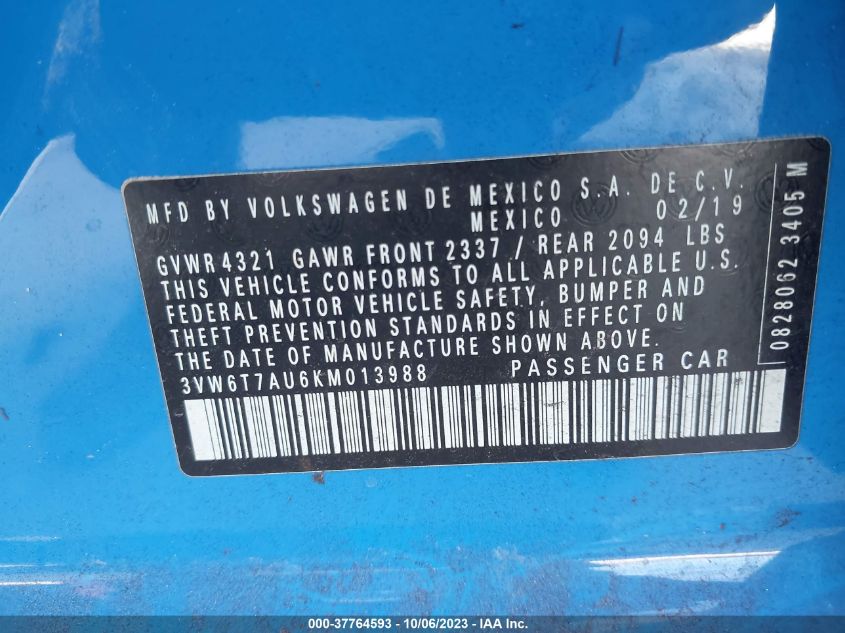 MFD BY VOLKSWAGEN DE MEXICO S.A. DE C.V.
MEXICO 02/19
GVWR 4321 GAWR FRONT 2337 / REAR 2094 LBS
THIS VEHICLE CONFORMS TO ALL APPLICABLE U.S.
FEDERAL MOTOR VEHICLE SAFETY, BUMPER AND
THEFT PREVENTION STANDARDS IN EFFECT ON
THE DATE OF MANUFACTURE SHOWN ABOVE.
3VW6T7AU6KM013988 PASSENGER CAR
0828062 3405 M
000-37764593 - 10/06/2023 - IAA Inc.